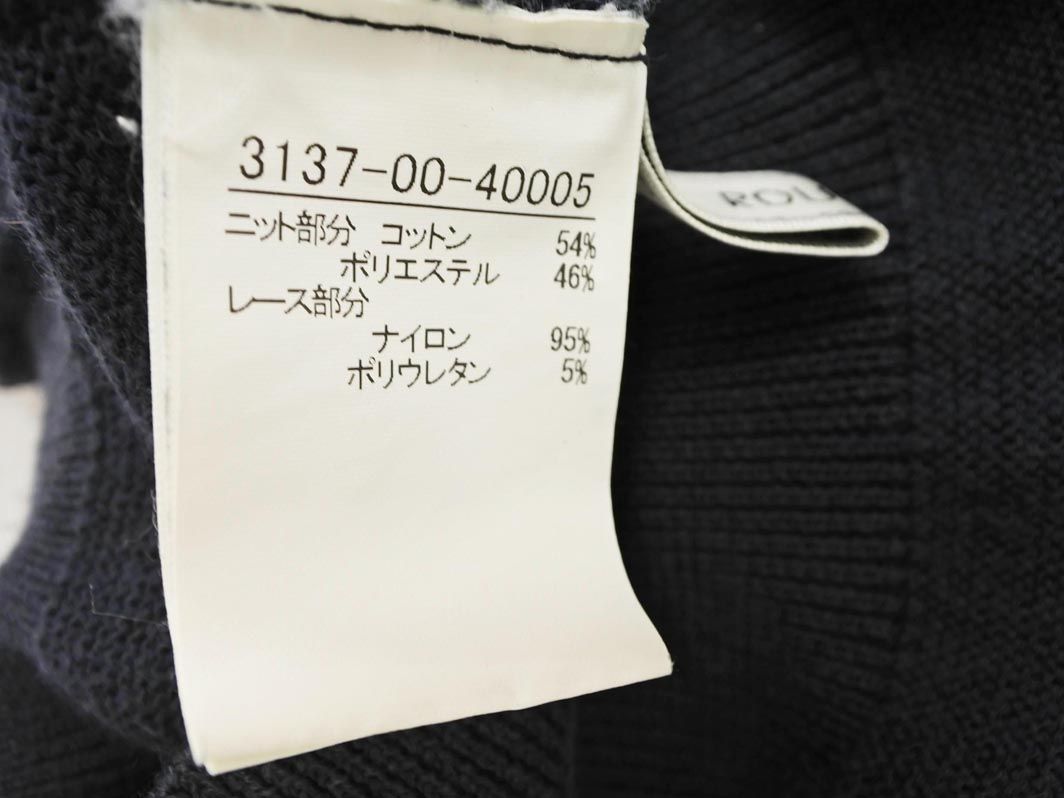 3137-00-40005
ニット部分 コットン 54%
ポリエステル 46%
レース部分
ナイロン 95%
ポリウレタン 5%